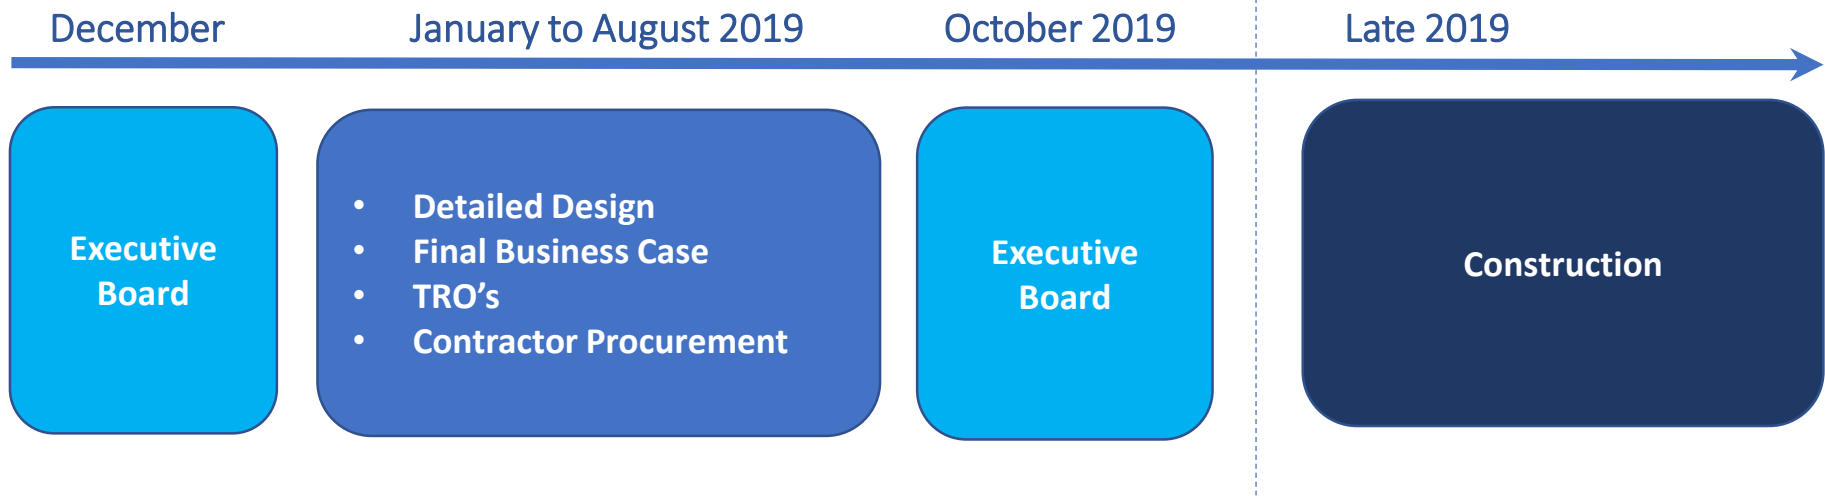 December
January to August 2019
October 2019
Late 2019
Executive
Board
• Detailed Design
• Final Business Case
• TRO’s
• Contractor Procurement
Executive
Board
Construction